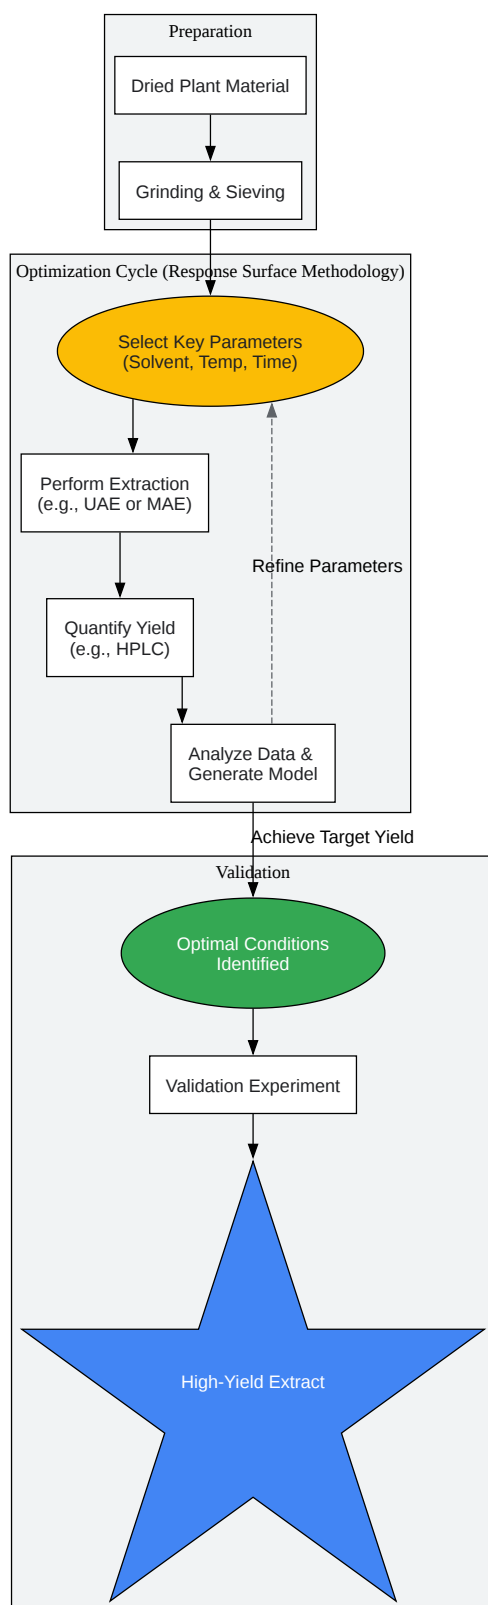 Preparation
Dried Plant Material
Grinding & Sieving
Optimization Cycle (Response Surface Methodology)
Select Key Parameters
(Solvent, Temp, Time)
Perform Extraction
(e.g., UAE or MAE)
Refine Parameters
Quantify Yield
(e.g., HPLC)
Analyze Data &
Generate Model
Achieve Target Yield
Validation
Optimal Conditions
Identified
Validation Experiment
High-Yield Extract